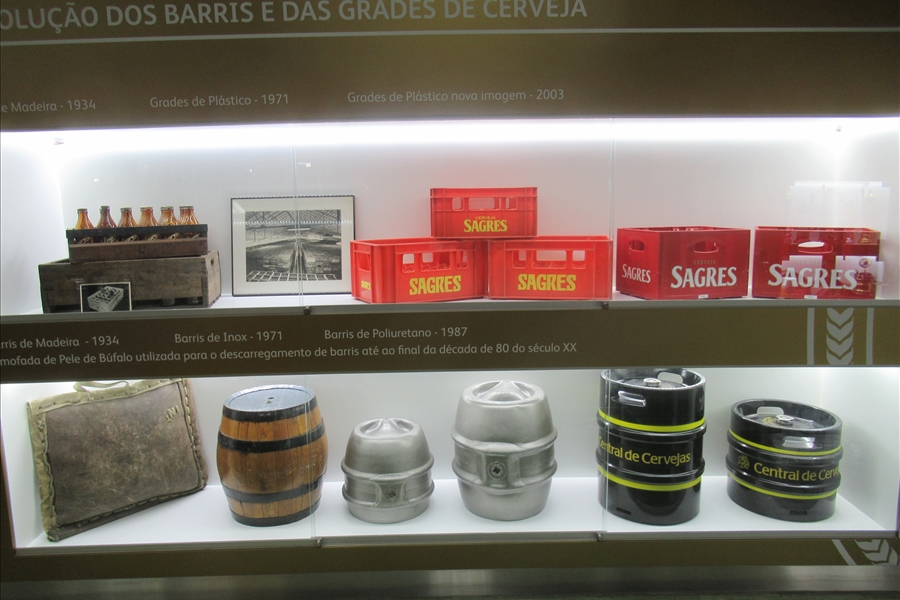 OLUÇÃO DOS BARRIS E DAS GRADES DE CERVEJA
e Madeira - 1934
Grades de Plástico - 1971
Grades de Plástico nova imagem - 2003
SAGRES
SAGRES
SAGRES
SAGRES
SAGRES
SAGRES
rris de Madeira - 1934
Barris de Inox - 1971
Barris de Poliuretano - 1987
mofada de Pele de Búfalo utilizada para o descarregamento de barris até ao final da década de 80 do século XX
entral de Cervejas
Central de Cerve